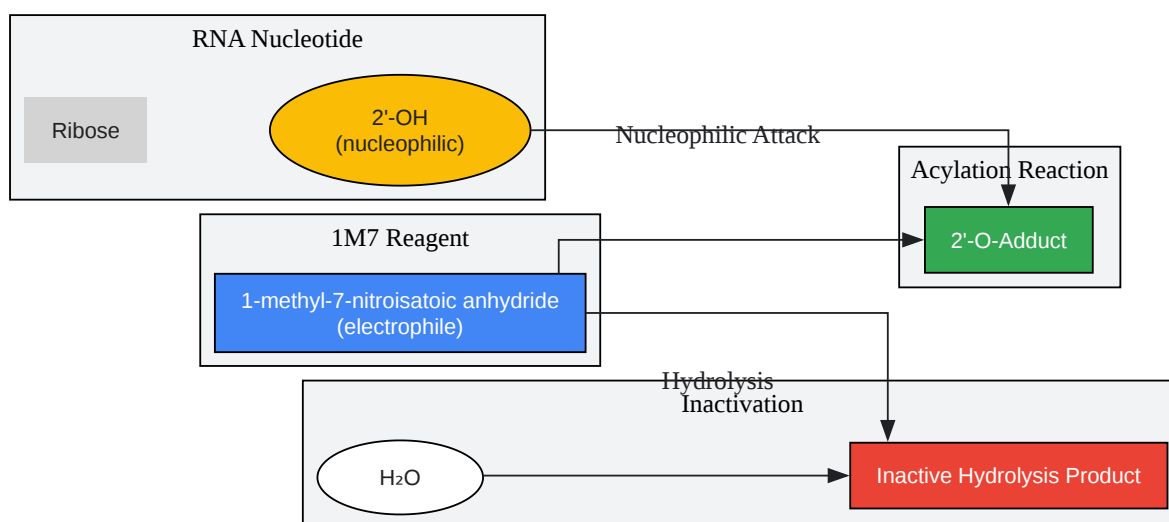 RNA Nucleotide
Ribose
2'-OH
(nucleophilic)
Nucleophilic Attack
Acylation Reaction
2'-O-Adduct
1M7 Reagent
1-methyl-7-nitroisatoic anhydride
(electrophile)
Hydrolysis
Inactivation
H₂O
Inactive Hydrolysis Product